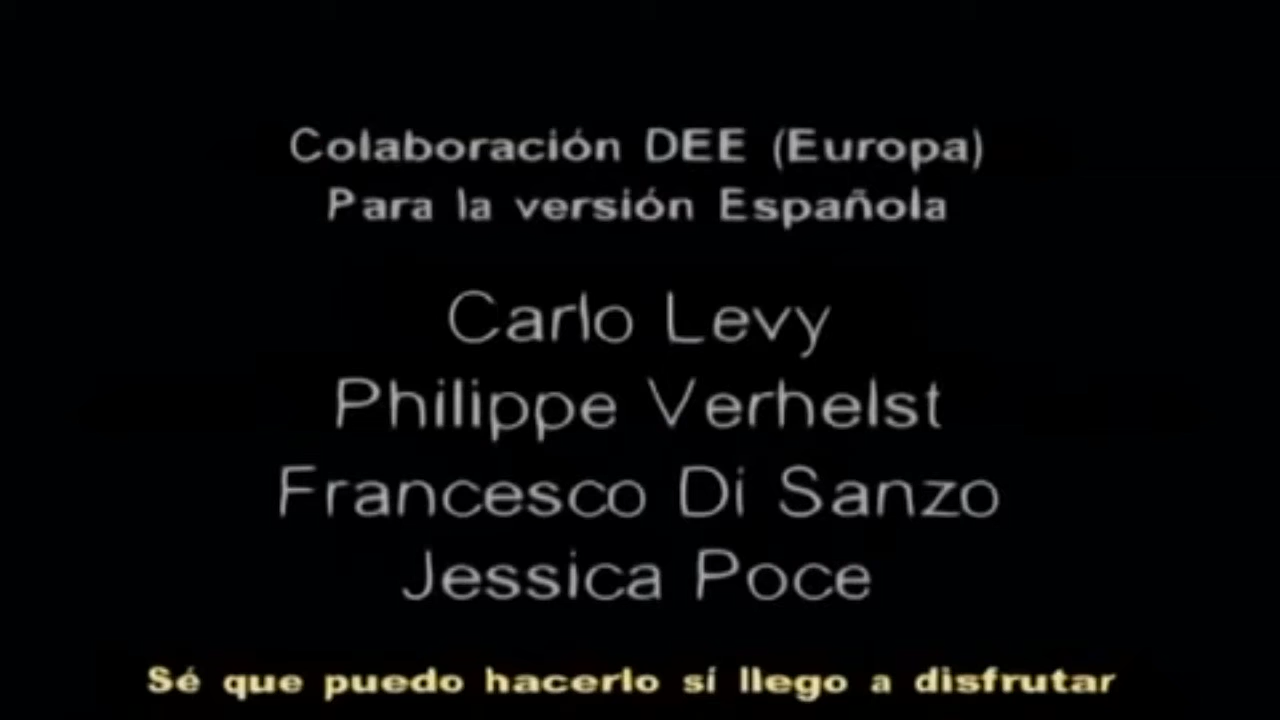 Colaboración DEE (Europa)
Para la versión Española
Carlo Levy
Philippe Verhelst
Francesco Di Sanzo
Jessica Poce
Sé que puedo hacerlo sí llego a disfrutar